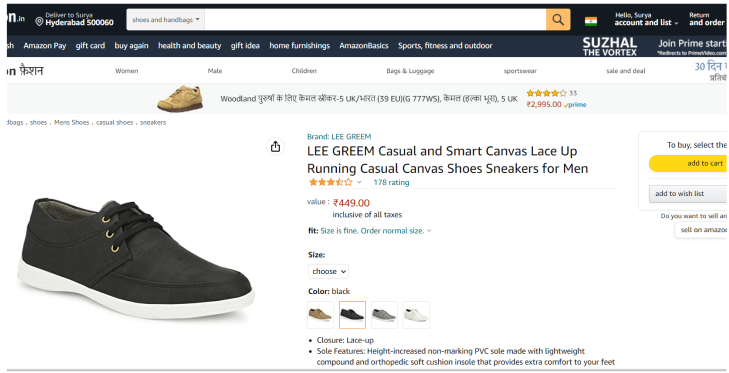 n.in
Deliver to Surya
Hyderabad 500060
shoes and handbags
Hello, Surya
account and list
Return
and order
sh Amazon Pay gift card buy again health and beauty gift idea home furnishings AmazonBasics Sports, fitness and outdoor
SUZHAL
THE VORTEX
Join Prime starti
*Redirects to PrimeVideo.com
n फ़ैशन Women Male Children Bags & Luggage sportswear sale and deal
30 दिन
प्रतिबं
Woodland पुरुषों के लिए कैमल स्नीकर-5 UK/भारत (39 EU)(G 777WS), कैमल (हल्का भूरा), 5 UK
33
₹2,995.00 prime
dbags › shoes › Mens Shoes › casual shoes › sneakers
Brand: LEE GREEM
LEE GREEM Casual and Smart Canvas Lace Up
Running Casual Canvas Shoes Sneakers for Men
178 rating
value : ₹449.00
inclusive of all taxes
fit: Size is fine. Order normal size.
Size:
choose
Color: black
• Closure: Lace-up
• Sole Features: Height-increased non-marking PVC sole made with lightweight
compound and orthopedic soft cushion insole that provides extra comfort to your feet
To buy, select the
add to cart
add to wish list
Do you want to sell an
sell on amazon